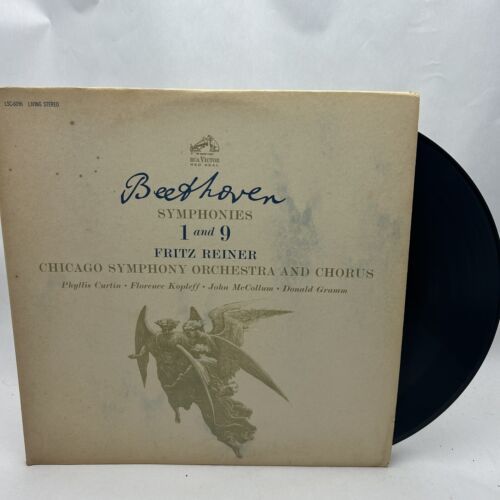 LSC-6096 LIVING STEREO
RCA VICTOR
RED SEAL
Beethoven
SYMPHONIES
1 and 9
FRITZ REINER
CHICAGO SYMPHONY ORCHESTRA AND CHORUS
Phyllis Curtin • Florence Kopleff • John McCollum • Donald Gramm